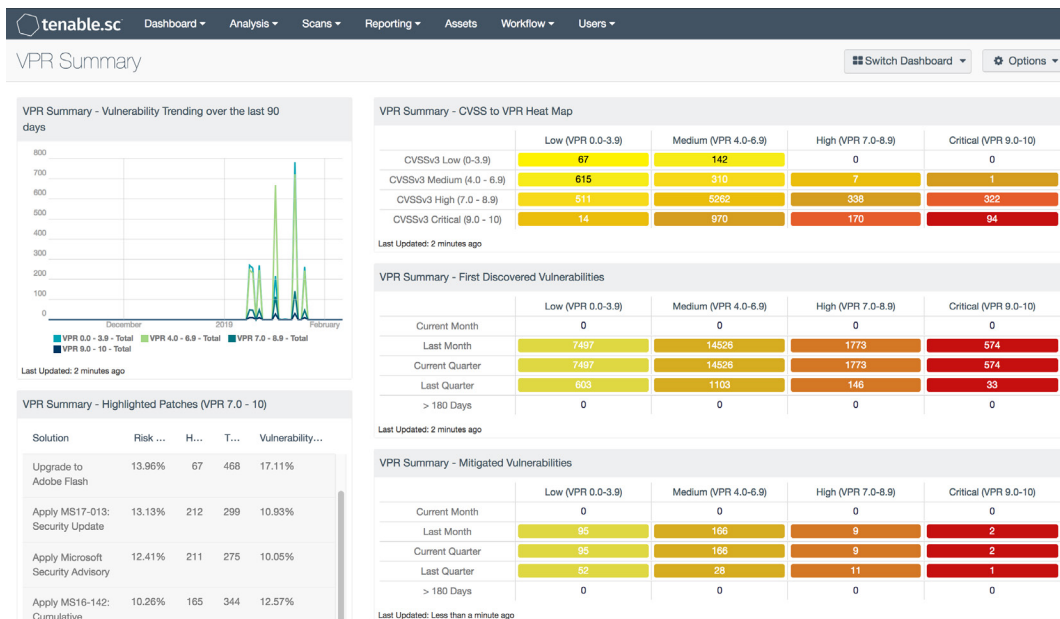 tenable.sc Dashboard Analysis Scans Reporting Assets Workflow Users
VPR Summary
Switch Dashboard Options
VPR Summary - Vulnerability Trending over the last 90
days
800
700
600
500
400
300
200
100
0
December 2019 February
VPR 0.0 - 3.9 - Total VPR 4.0 - 6.9 - Total VPR 7.0 - 8.9 - Total
VPR 9.0 - 10 - Total
Last Updated: 2 minutes ago
VPR Summary - Highlighted Patches (VPR 7.0 - 10)
Solution Risk ... H... T... Vulnerability...
Upgrade to 13.96% 67 468 17.11%
Adobe Flash
Apply MS17-013: 13.13% 212 299 10.93%
Security Update
Apply Microsoft 12.41% 211 275 10.05%
Security Advisory
Apply MS16-142: 10.26% 165 344 12.57%
Cumulative
VPR Summary - CVSS to VPR Heat Map
Low (VPR 0.0-3.9) Medium (VPR 4.0-6.9) High (VPR 7.0-8.9) Critical (VPR 9.0-10)
CVSSv3 Low (0-3.9) 67 142 0 0
CVSSv3 Medium (4.0 - 6.9) 615 310 7 1
CVSSv3 High (7.0 - 8.9) 511 5262 338 322
CVSSv3 Critical (9.0 - 10) 14 970 170 94
Last Updated: 2 minutes ago
VPR Summary - First Discovered Vulnerabilities
Low (VPR 0.0-3.9) Medium (VPR 4.0-6.9) High (VPR 7.0-8.9) Critical (VPR 9.0-10)
Current Month 0 0 0 0
Last Month 7497 14526 1773 574
Current Quarter 7497 14526 1773 574
Last Quarter 603 1103 146 33
> 180 Days 0 0 0 0
Last Updated: 2 minutes ago
VPR Summary - Mitigated Vulnerabilities
Low (VPR 0.0-3.9) Medium (VPR 4.0-6.9) High (VPR 7.0-8.9) Critical (VPR 9.0-10)
Current Month 0 0 0 0
Last Month 95 166 9 2
Current Quarter 95 166 9 2
Last Quarter 52 28 11 1
> 180 Days 0 0 0 0
Last Updated: Less than a minute ago